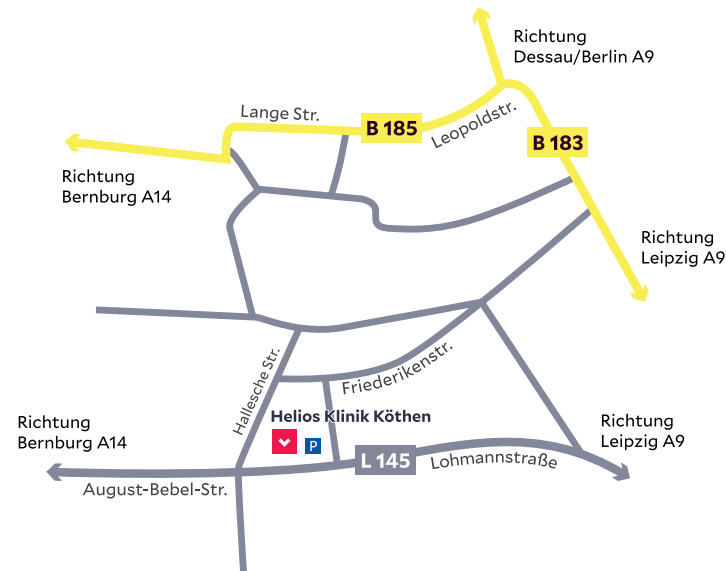 Richtung
Dessau/Berlin A9
Lange Str.
B 185
Leopoldstr.
B 183
Richtung
Bernburg A14
Richtung
Leipzig A9
Hallesche Str.
Friederikenstr.
Helios Klinik Köthen
P
Richtung
Bernburg A14
Richtung
Leipzig A9
L 145
Lohmannstraße
August-Bebel-Str.